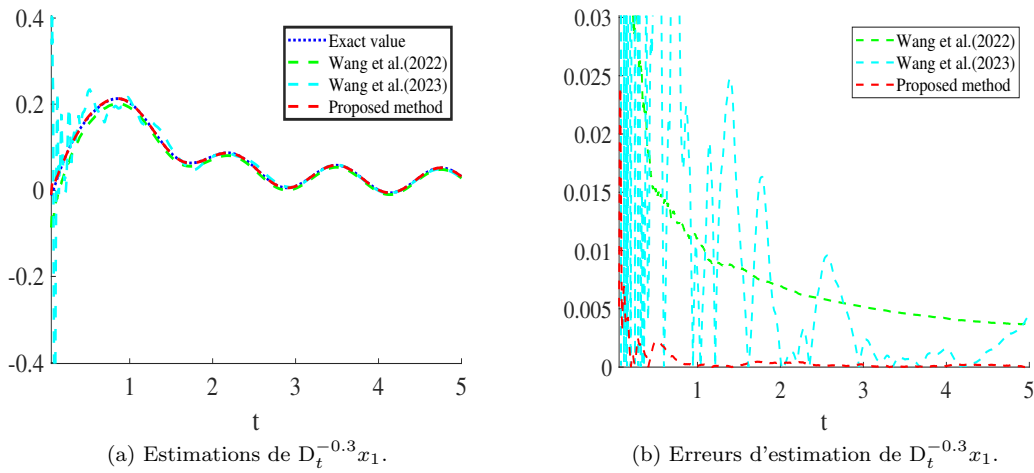 0.4
0.2
0
-0.2
-0.4
1
2
3
4
5
t
Exact value
Wang et al.(2022)
Wang et al.(2023)
Proposed method
(a) Estimations de D_t^{-0.3}x_1.
0.03
0.025
0.02
0.015
0.01
0.005
0
1
2
3
4
5
t
Wang et al.(2022)
Wang et al.(2023)
Proposed method
(b) Erreurs d'estimation de D_t^{-0.3}x_1.